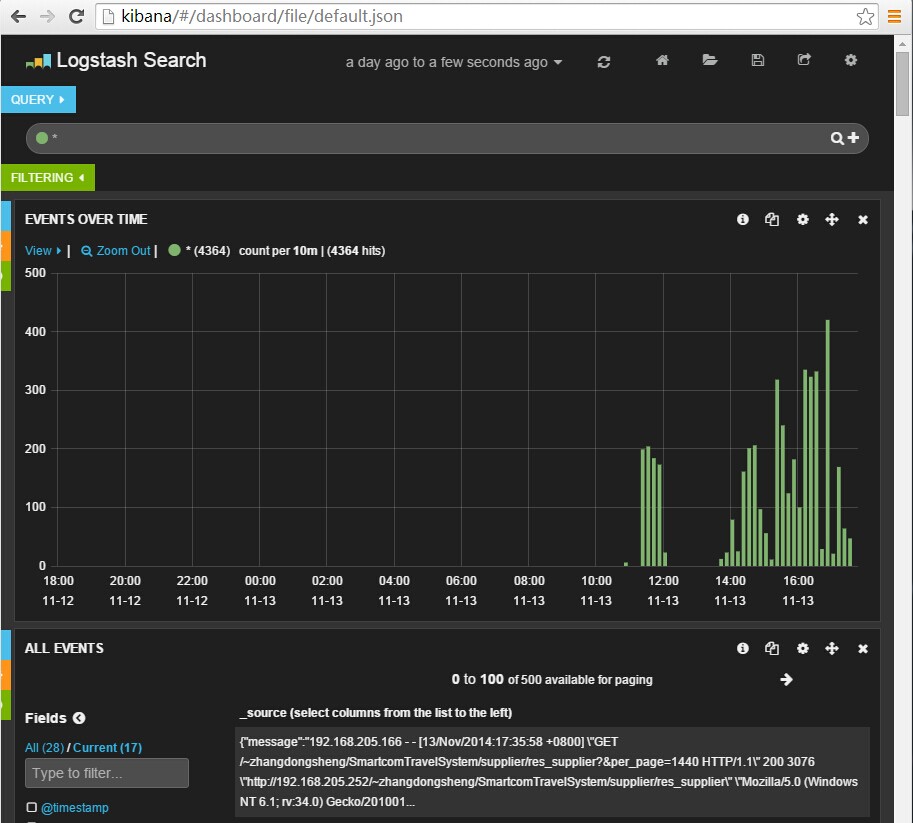 kibana/#/dashboard/file/default.json
Logstash Search
a day ago to a few seconds ago
QUERY
*
FILTERING
EVENTS OVER TIME
View | Zoom Out | * (4364) count per 10m | (4364 hits)
500
400
300
200
100
0
18:00 20:00 22:00 00:00 02:00 04:00 06:00 08:00 10:00 12:00 14:00 16:00
11-12 11-12 11-12 11-13 11-13 11-13 11-13 11-13 11-13 11-13 11-13 11-13
ALL EVENTS
0 to 100 of 500 available for paging
Fields
All (28) / Current (17)
Type to filter...
@timestamp
_source (select columns from the list to the left)
{"message":"192.168.205.166 - - [13/Nov/2014:17:35:58 +0800] \"GET
/~zhangdongsheng/SmartcomTravelSystem/supplier/res_supplier?&per_page=1440 HTTP/1.1\" 200 3076
\"http://192.168.205.252/~zhangdongsheng/SmartcomTravelSystem/supplier/res_supplier\" \"Mozilla/5.0 (Windows
NT 6.1; rv:34.0) Gecko/201001...